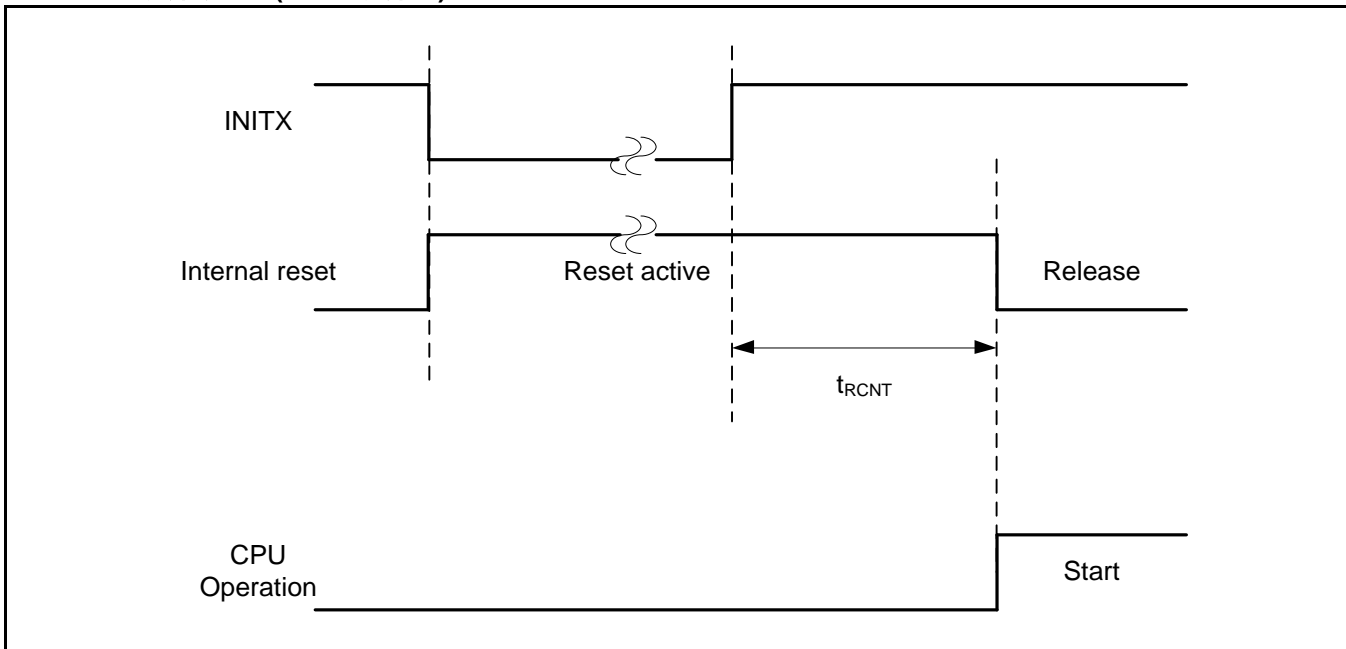 INITX
Internal reset
Reset active
Release
tRCNT
CPU
Operation
Start